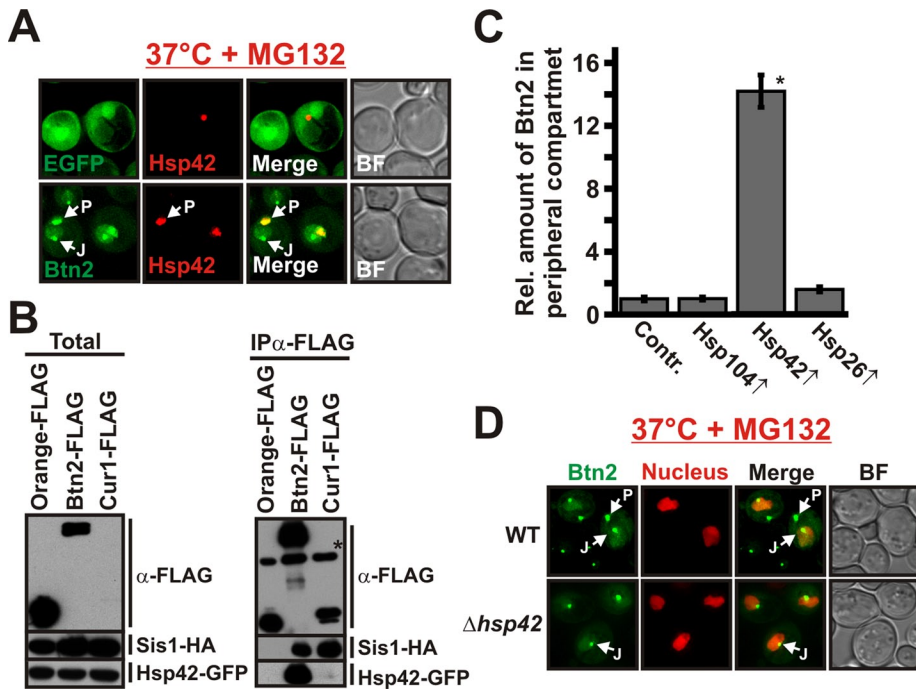 A
37°C + MG132
EGFP Hsp42 Merge BF
P P P
J J
Btn2 Hsp42 Merge BF
B
Total IPα-FLAG
Orange-FLAG Btn2-FLAG Cur1-FLAG Orange-FLAG Btn2-FLAG Cur1-FLAG
*
α-FLAG α-FLAG
Sis1-HA Sis1-HA
Hsp42-GFP Hsp42-GFP
C
Rel. amount of Btn2 in
peripheral compartmet
16
12
8
4
0
*
Contr. Hsp104↑ Hsp42↑ Hsp26↑
D
37°C + MG132
Btn2 Nucleus Merge BF
WT
P P
J J
Δhsp42
J J